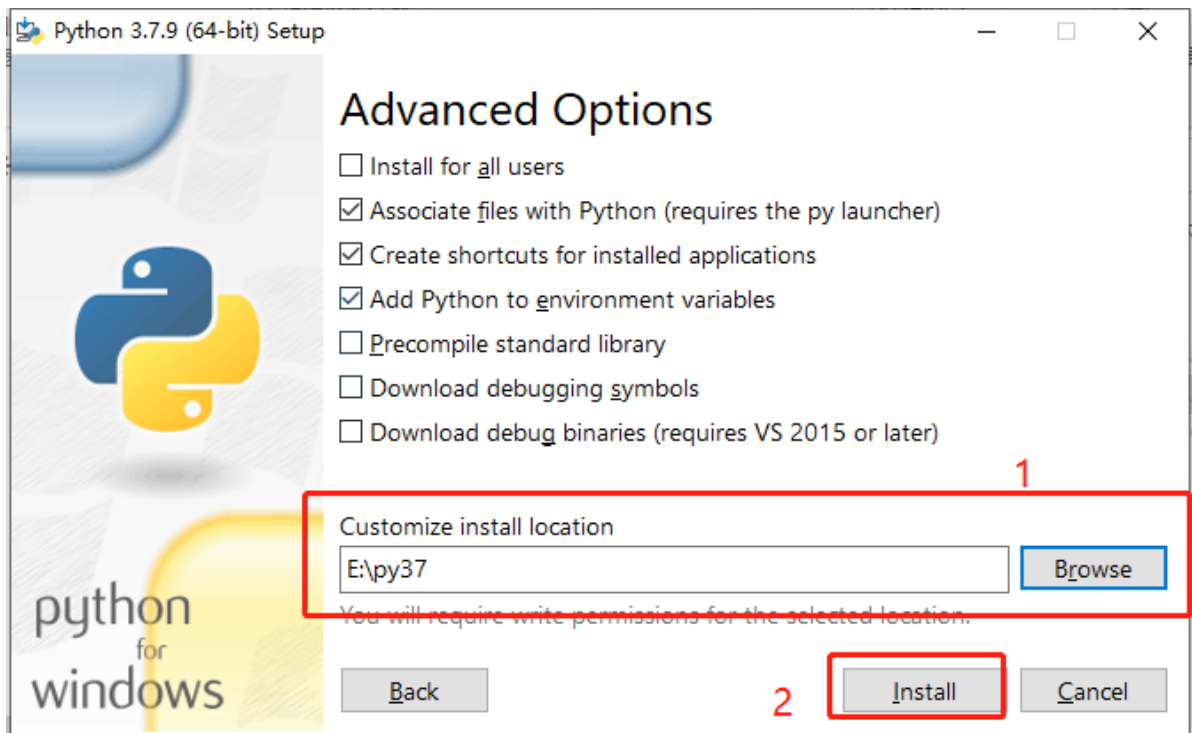 Python 3.7.9 (64-bit) Setup
Advanced Options
Install for all users
Associate files with Python (requires the py launcher)
Create shortcuts for installed applications
Add Python to environment variables
Precompile standard library
Download debugging symbols
Download debug binaries (requires VS 2015 or later)
1
Customize install location
E:\py37
Browse
You will require write permissions for the selected location.
python
for
windows
Back
2
Install
Cancel